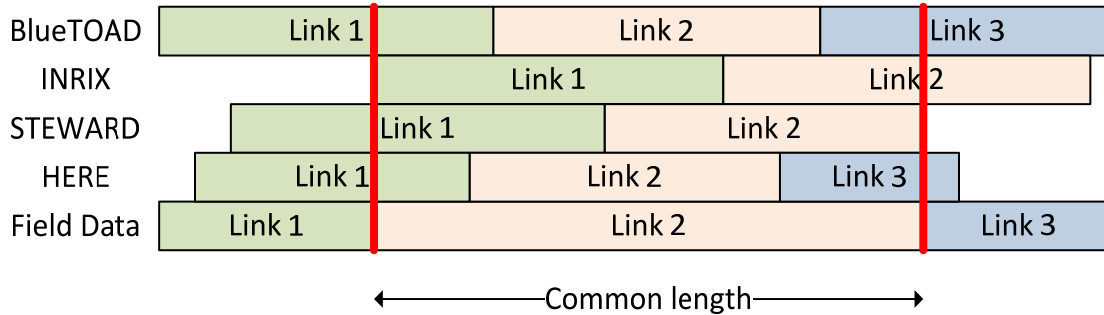 BlueTOAD Link 1 Link 2 Link 3
INRIX Link 1 Link 2
STEWARD Link 1 Link 2
HERE Link 1 Link 2 Link 3
Field Data Link 1 Link 2 Link 3
Common length